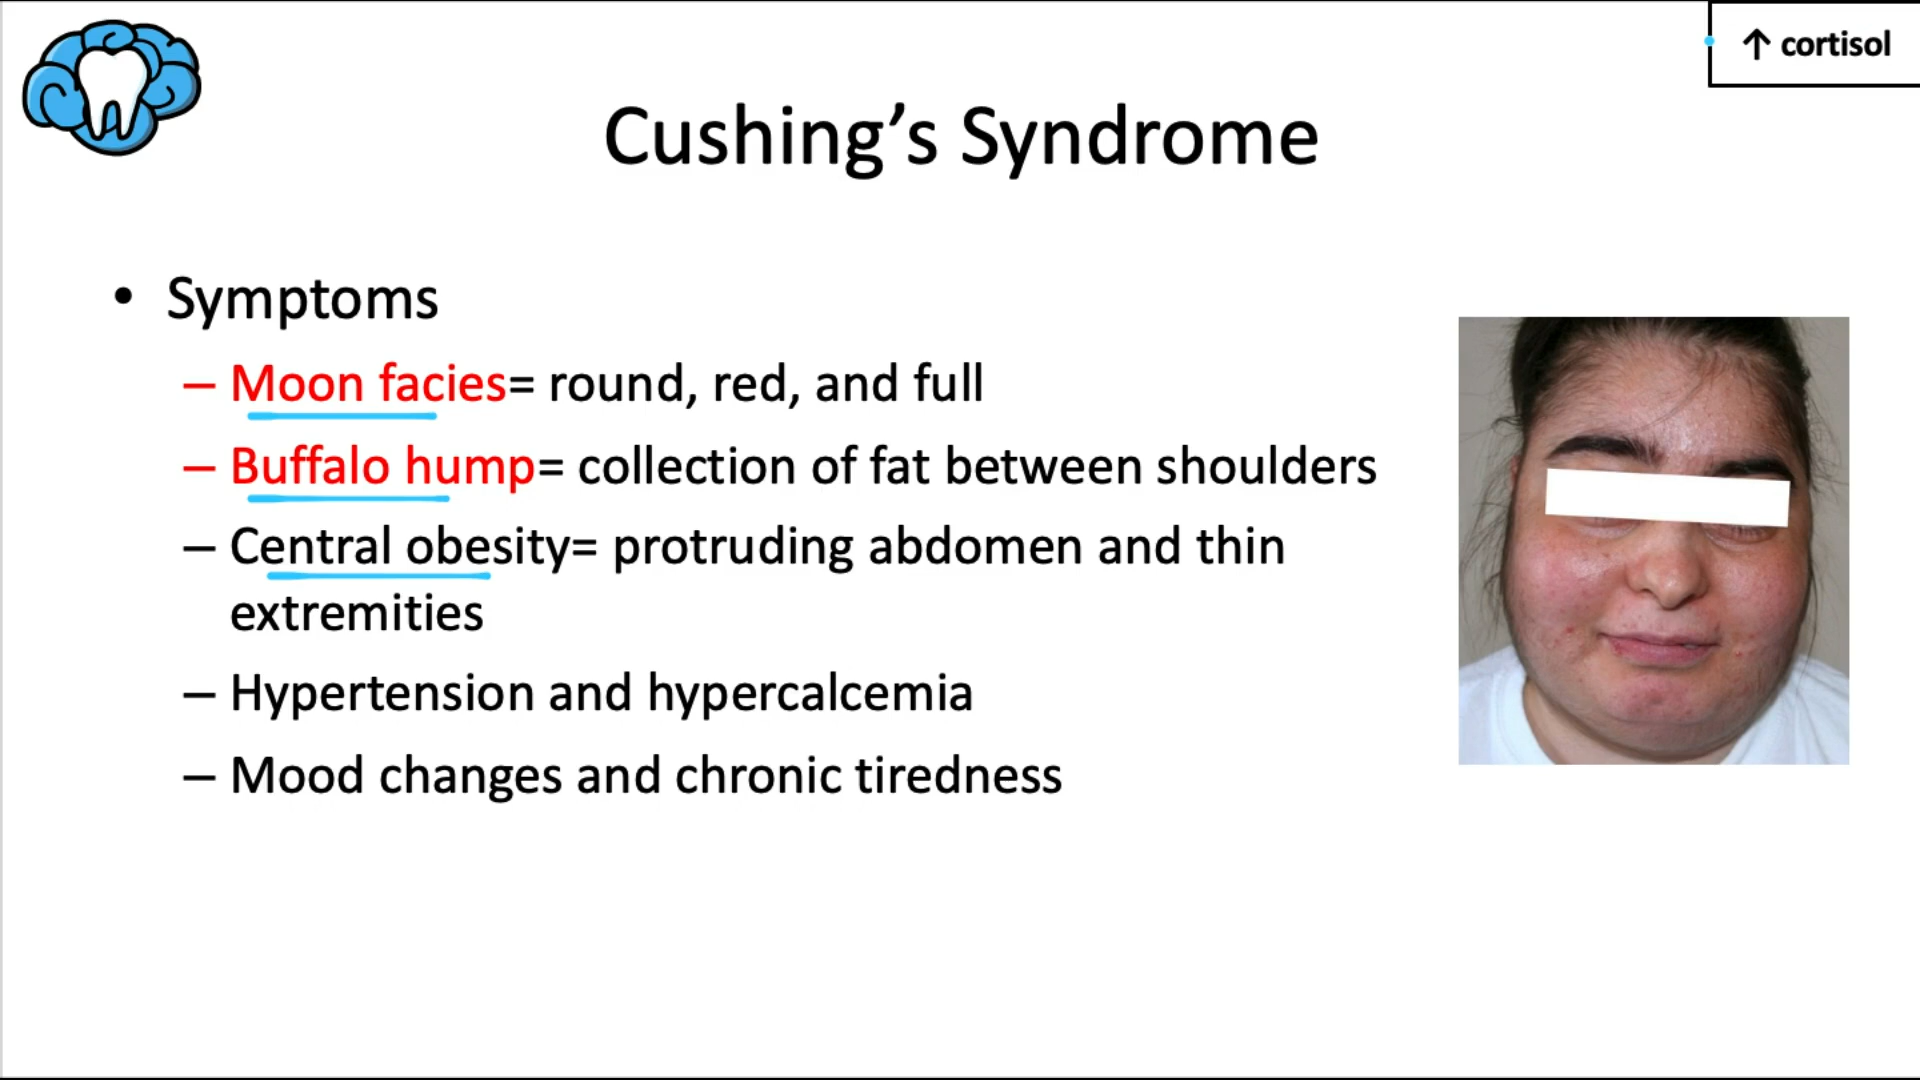 ↑ cortisol
Cushing’s Syndrome
• Symptoms
– Moon facies= round, red, and full
– Buffalo hump= collection of fat between shoulders
– Central obesity= protruding abdomen and thin
extremities
– Hypertension and hypercalcemia
– Mood changes and chronic tiredness